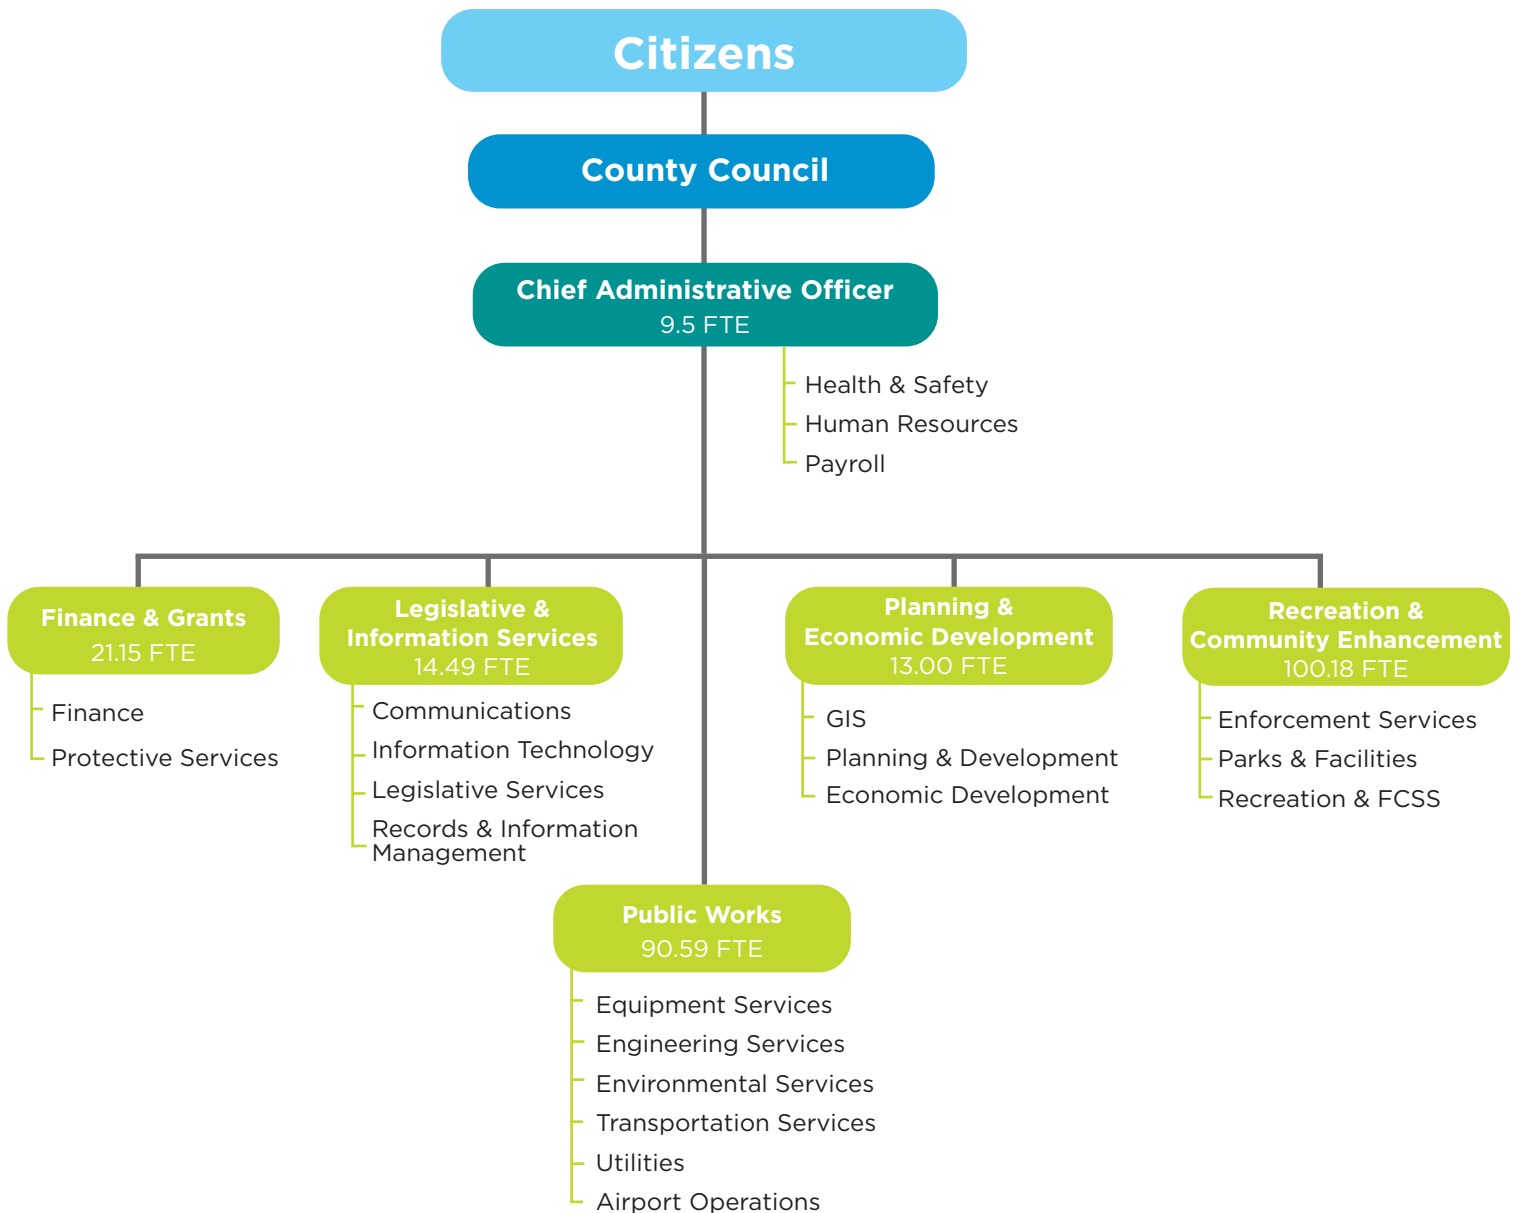 Citizens
County Council
Chief Administrative Officer
9.5 FTE
Health & Safety
Human Resources
Payroll
Finance & Grants
21.15 FTE
Finance
Protective Services
Legislative &
Information Services
14.49 FTE
Communications
Information Technology
Legislative Services
Records & Information
Management
Planning &
Economic Development
13.00 FTE
GIS
Planning & Development
Economic Development
Recreation &
Community Enhancement
100.18 FTE
Enforcement Services
Parks & Facilities
Recreation & FCSS
Public Works
90.59 FTE
Equipment Services
Engineering Services
Environmental Services
Transportation Services
Utilities
Airport Operations